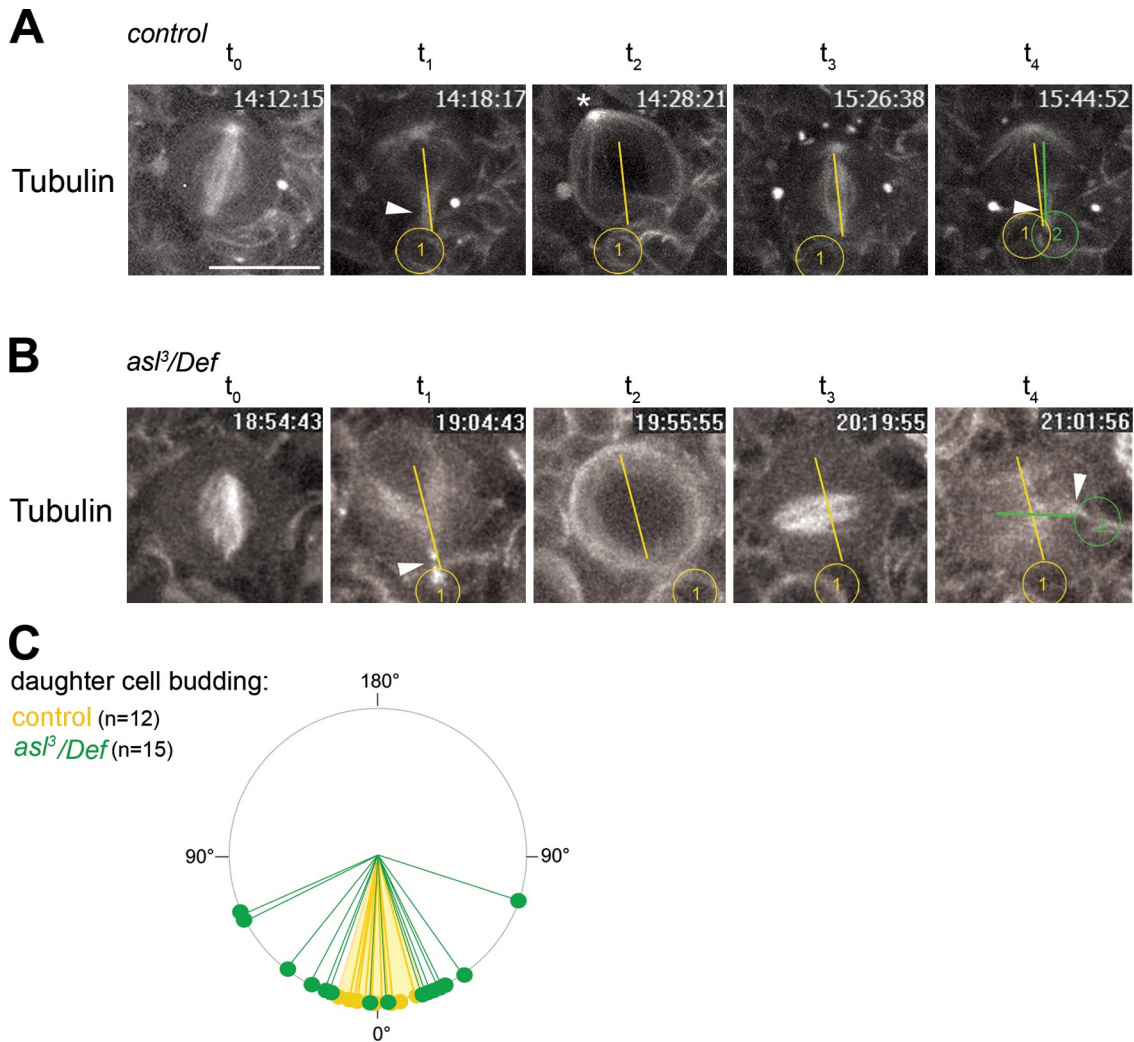 A
control
t0 t1 t2 t3 t4
14:12:15 14:18:17 14:28:21 15:26:38 15:44:52
*
Tubulin
1 1 1 1 2
B
asl3/Def
t0 t1 t2 t3 t4
18:54:43 19:04:43 19:55:55 20:19:55 21:01:56
Tubulin
2
1 1 1 1
C
daughter cell budding:
control (n=12)
asl3/Def (n=15)
180°
90° 90°
0°